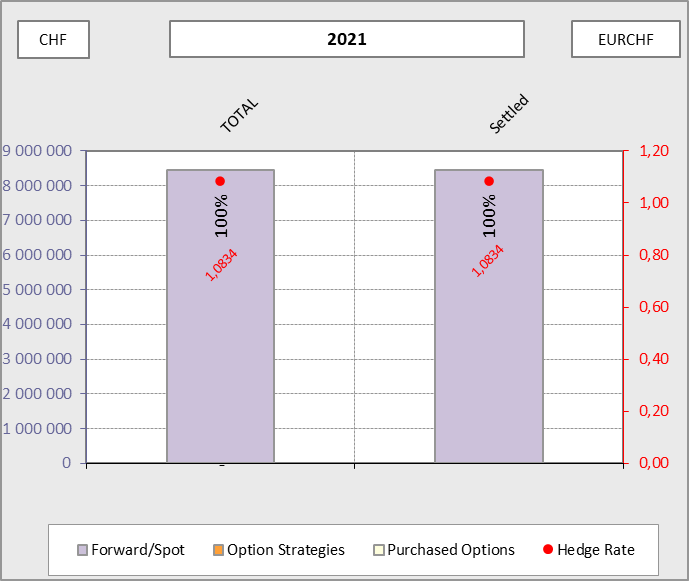 CHF
2021
EURCHF
TOTAL
Settled
9 000 000
8 000 000
7 000 000
6 000 000
5 000 000
4 000 000
3 000 000
2 000 000
1 000 000
0
100%
1,0834
100%
1,0834
1,20
1,00
0,80
0,60
0,40
0,20
0,00
-
Forward/Spot
Option Strategies
Purchased Options
Hedge Rate